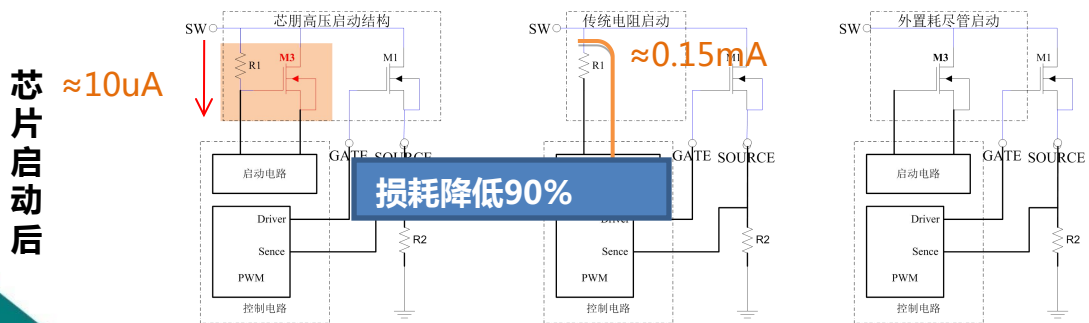 芯片启动后
≈10uA
芯朋高压启动结构
SW
R1
M3
M1
GATE
SOURCE
启动电路
Driver
Sence
PWM
R2
控制电路
传统电阻启动
SW
R1
≈0.15mA
M1
GATE
SOURCE
损耗降低90%
Driver
Sence
PWM
R2
控制电路
外置耗尽管启动
SW
M3
M1
GATE
SOURCE
启动电路
Driver
Sence
PWM
R2
控制电路